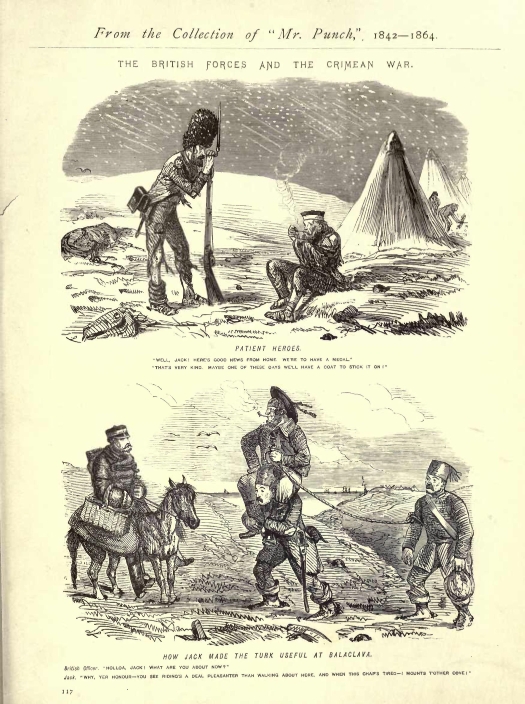 From the Collection of "Mr. Punch," 1842—1864.
THE BRITISH FORCES AND THE CRIMEAN WAR.
PATIENT HEROES.
"WELL, JACK! HERE'S GOOD NEWS FROM HOME. WE'RE TO HAVE A MEDAL."
"THAT'S VERY KIND. MAYBE ONE OF THESE DAYS WE'LL HAVE A COAT TO STICK IT ON!"
HOW JACK MADE THE TURK USEFUL AT BALACLAVA.
British Officer. "HOLLOA, JACK! WHAT ARE YOU ABOUT NOW?"
Jack. "WHY, YER HONOUR—YOU SEE RIDING'S A DEAL PLEASANTER THAN WALKING ABOUT HERE, AND WHEN THIS CHAP'S TIRED—I MOUNTS T'OTHER COVE!"
117